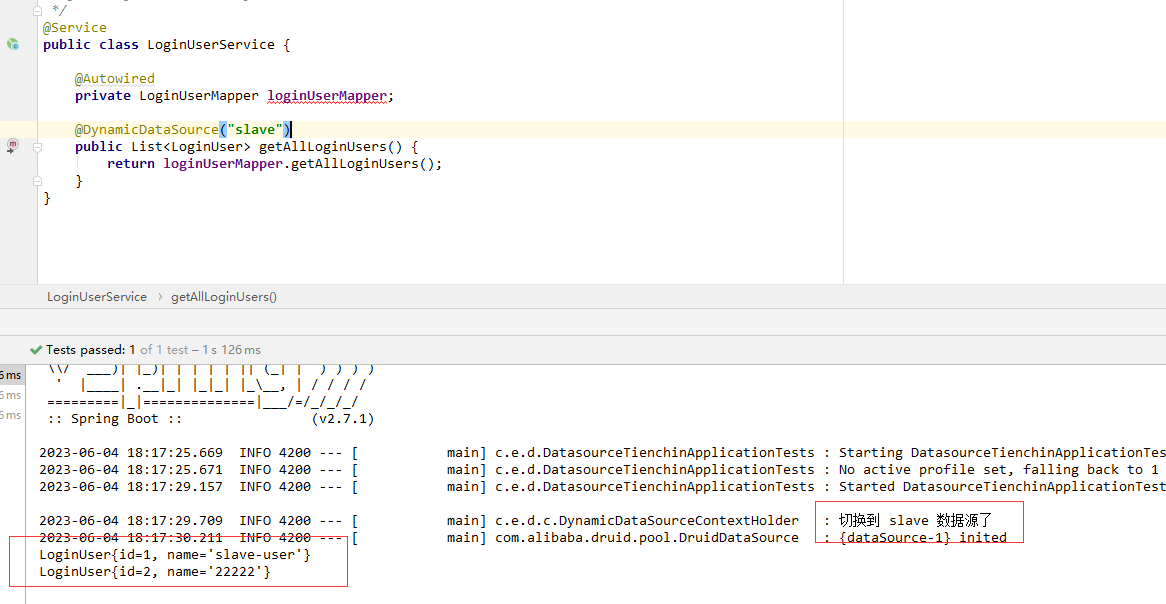 */
@Service
public class LoginUserService {
@Autowired
private LoginUserMapper loginUserMapper;
@DynamicDataSource("slave")
public List<LoginUser> getAllLoginUsers() {
return loginUserMapper.getAllLoginUsers();
}
}
LoginUserService › getAllLoginUsers()
Tests passed: 1 of 1 test – 1 s 126 ms
6 ms \\/  ___)| |_)| | | | | || (_| |  ) ) ) )
'  |____| .__|_| |_|_| |_\__, | / / / /
6 ms =========|_|==============|___/=/_/_/_/
6 ms :: Spring Boot ::                (v2.7.1)
2023-06-04 18:17:25.669  INFO 4200 --- [           main] c.e.d.DatasourceTienchinApplicationTests : Starting DatasourceTienchinApplicationTes
2023-06-04 18:17:25.671  INFO 4200 --- [           main] c.e.d.DatasourceTienchinApplicationTests : No active profile set, falling back to 1
2023-06-04 18:17:29.157  INFO 4200 --- [           main] c.e.d.DatasourceTienchinApplicationTests : Started DatasourceTienchinApplicationTest
2023-06-04 18:17:29.709  INFO 4200 --- [           main] c.e.d.c.DynamicDataSourceContextHolder   : 切换到 slave 数据源了
2023-06-04 18:17:30.211  INFO 4200 --- [           main] com.alibaba.druid.pool.DruidDataSource   : {dataSource-1} inited
LoginUser{id=1, name='slave-user'}
LoginUser{id=2, name='22222'}